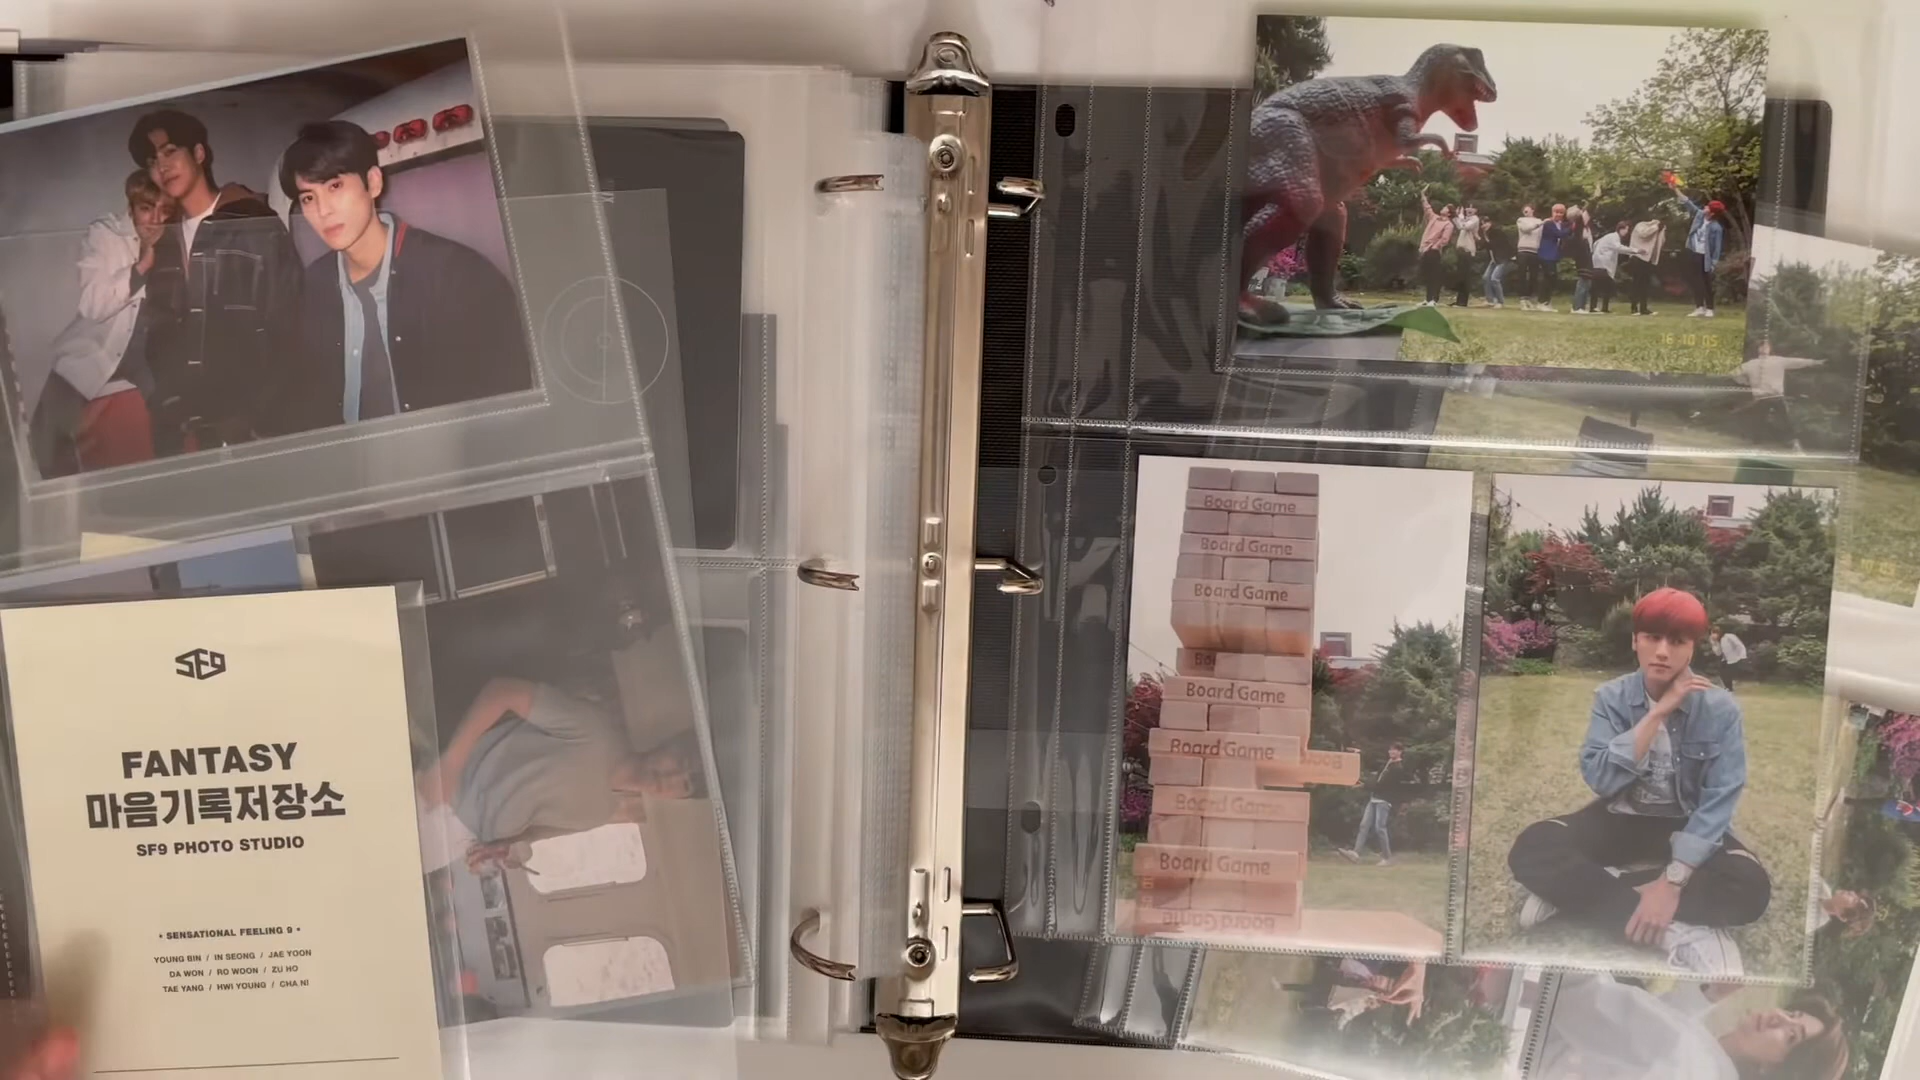 SF9
FANTASY
마음기록저장소
SF9 PHOTO STUDIO
• SENSATIONAL FEELING 9 •
YOUNG BIN / IN SEONG / JAE YOON
DA WON / RO WOON / ZU HO
TAE YANG / HWI YOUNG / CHA NI
16 10 05
Board Game
Board Game
Board Game
Board Game
Board Game
Board Game
Board Game
Board Game